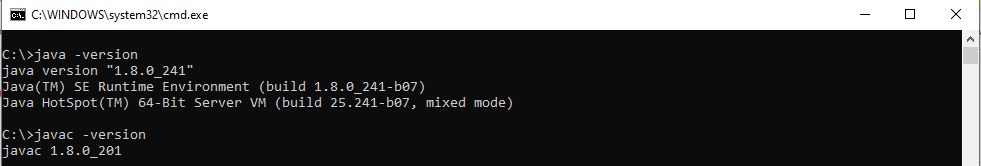 C:\WINDOWS\system32\cmd.exe
C:\>java -version
java version "1.8.0_241"
Java(TM) SE Runtime Environment (build 1.8.0_241-b07)
Java HotSpot(TM) 64-Bit Server VM (build 25.241-b07, mixed mode)
C:\>javac -version
javac 1.8.0_201